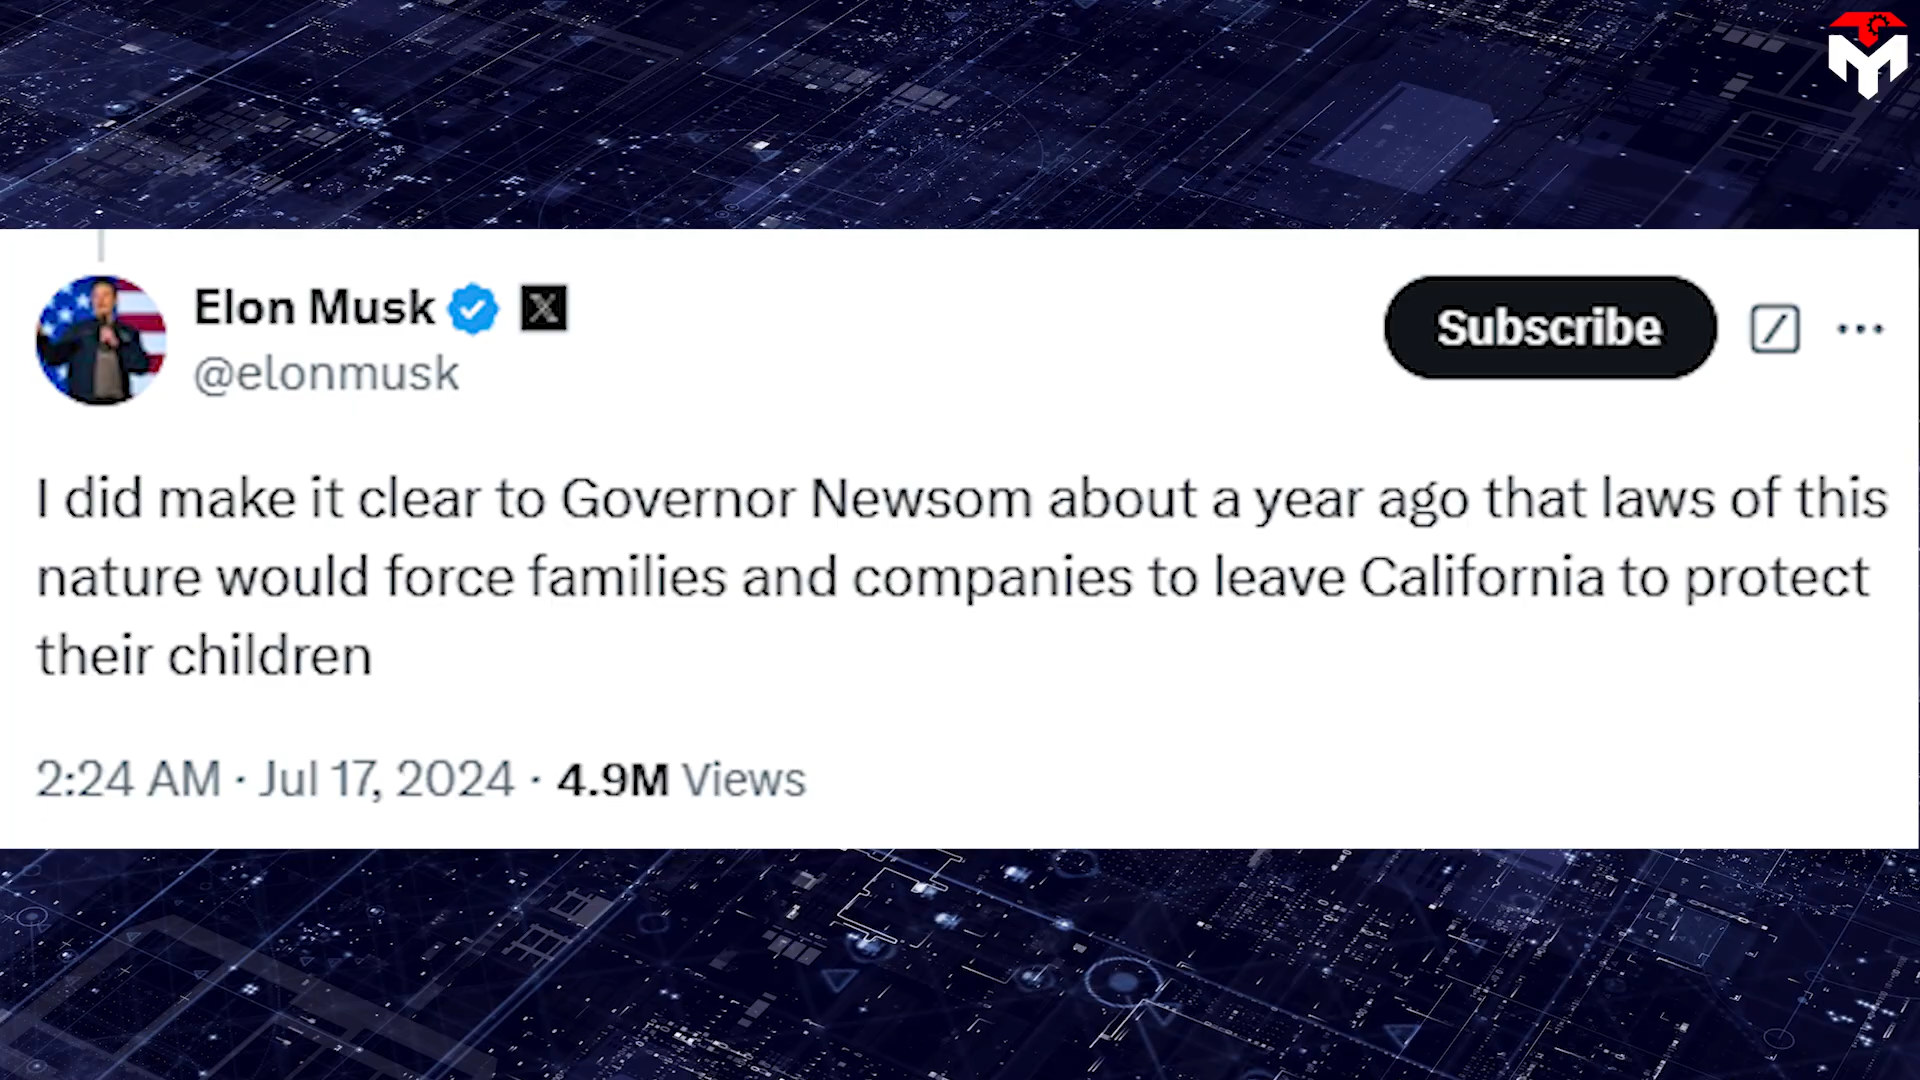 Elon Musk
@elonmusk
Subscribe
I did make it clear to Governor Newsom about a year ago that laws of this
nature would force families and companies to leave California to protect
their children
2:24 AM · Jul 17, 2024 · 4.9M Views